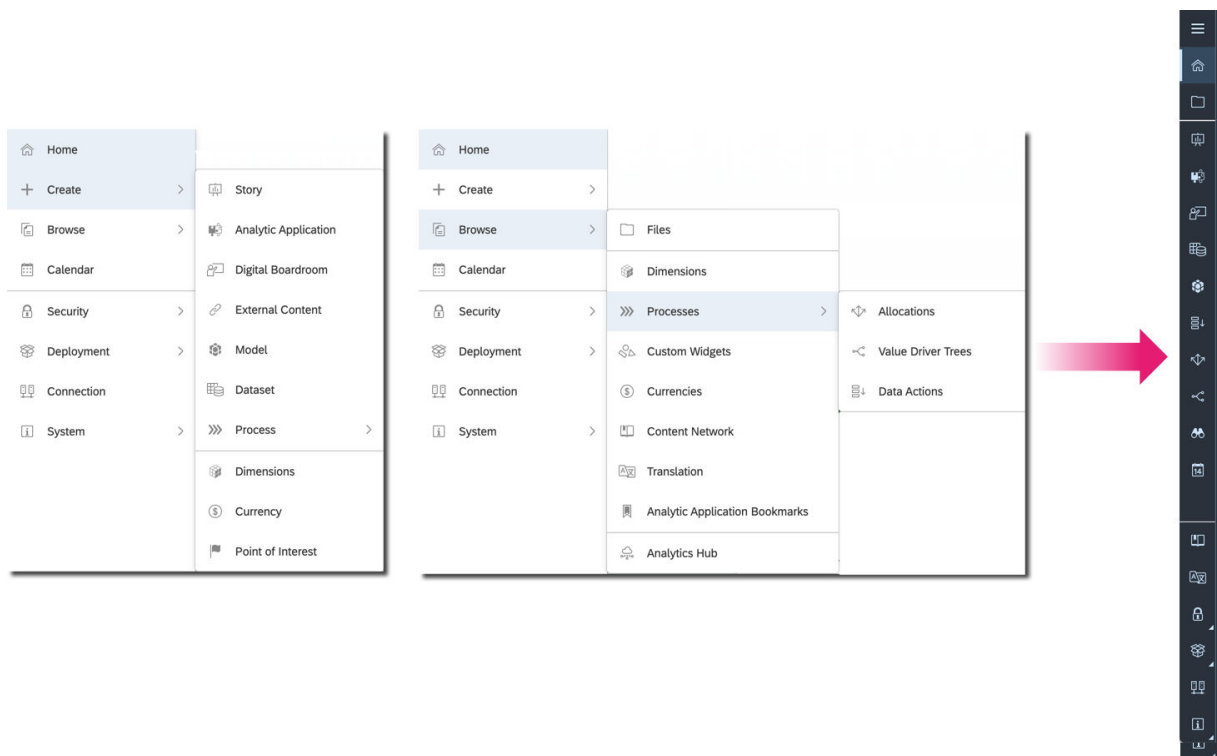 Home
Create
Browse
Calendar
Security
Deployment
Connection
System
Story
Analytic Application
Digital Boardroom
External Content
Model
Dataset
Process
Dimensions
Currency
Point of Interest
Home
Create
Browse
Calendar
Security
Deployment
Connection
System
Files
Dimensions
Processes
Custom Widgets
Currencies
Content Network
Translation
Analytic Application Bookmarks
Analytics Hub
Allocations
Value Driver Trees
Data Actions
14